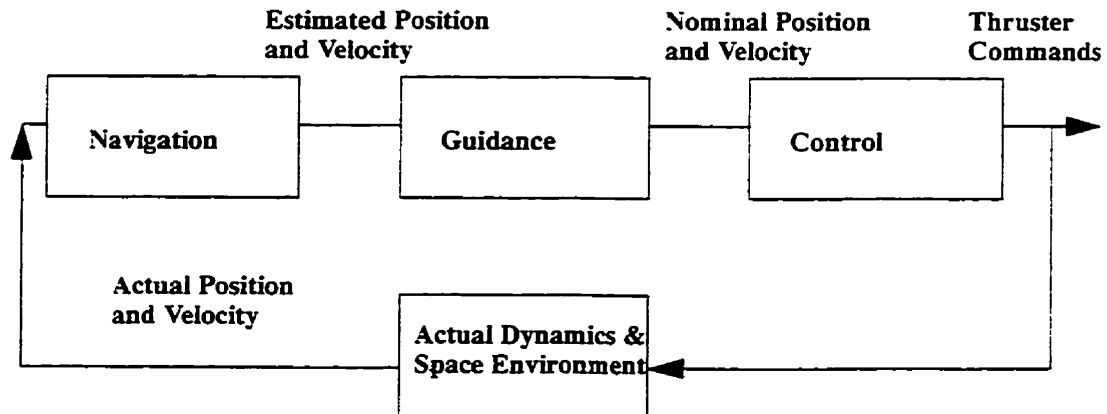 Estimated Position
and Velocity
Nominal Position
and Velocity
Thruster
Commands
Navigation
Guidance
Control
Actual Position
and Velocity
Actual Dynamics &
Space Environment